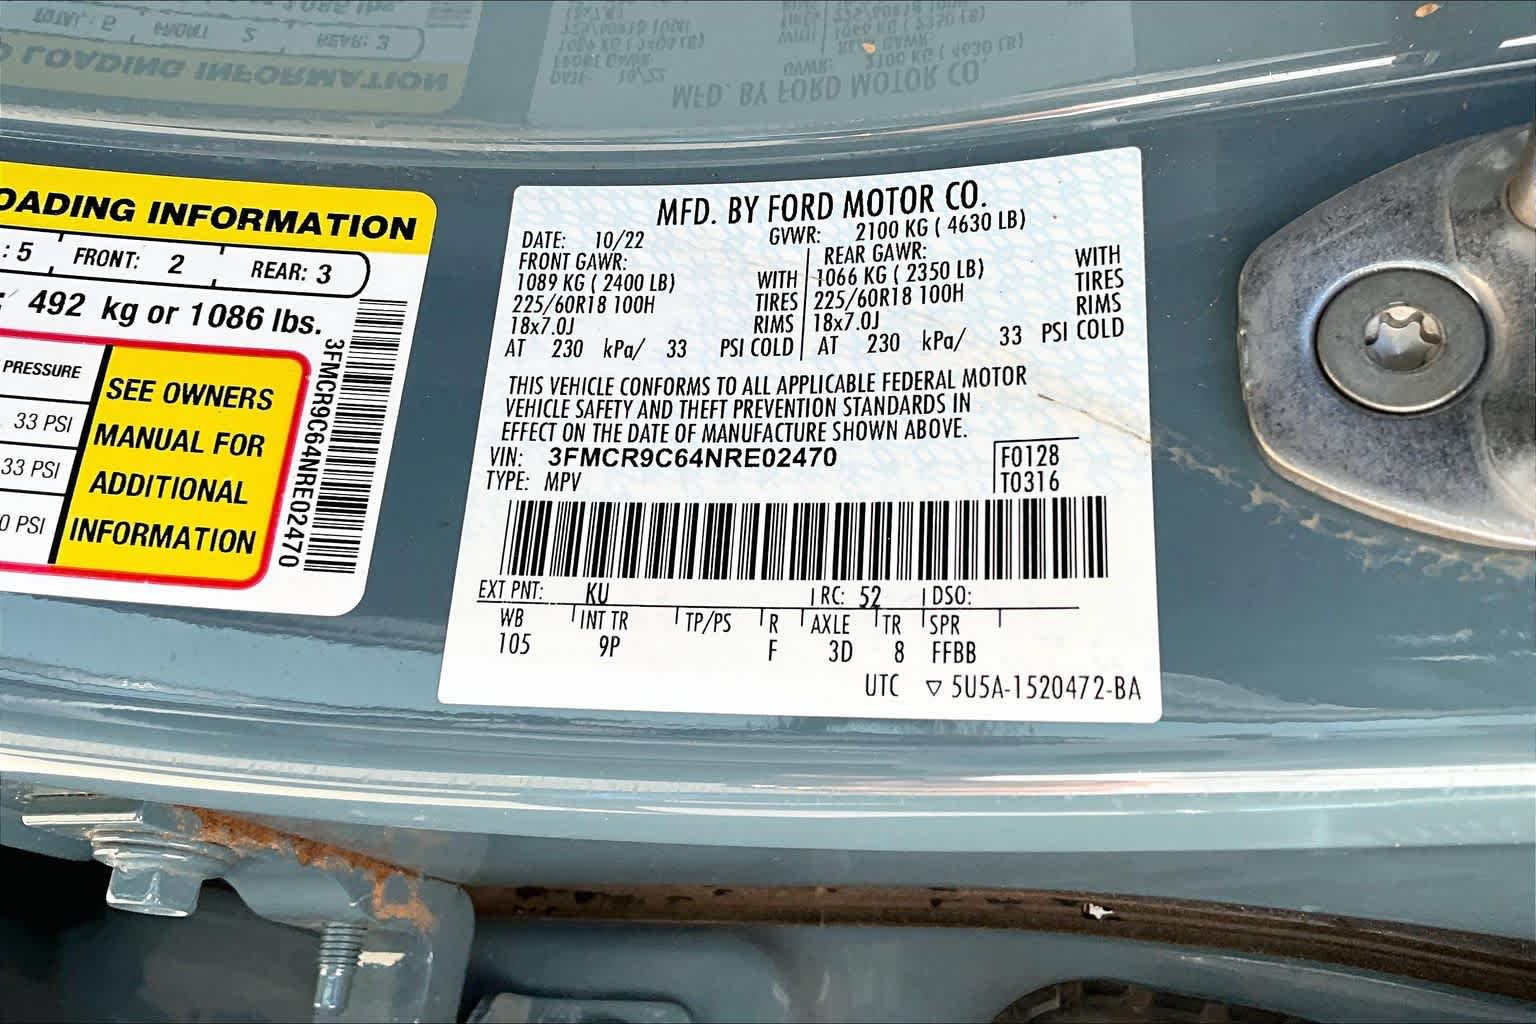 OADING INFORMATION
: 5 FRONT: 2 REAR: 3
: 492 kg or 1086 lbs.
PRESSURE
33 PSI
33 PSI
0 PSI
SEE OWNERS
MANUAL FOR
ADDITIONAL
INFORMATION
3FMCR9C64NRE02470
MFD. BY FORD MOTOR CO.
DATE: 10/22 GVWR: 2100 KG ( 4630 LB)
FRONT GAWR: REAR GAWR:
1089 KG ( 2400 LB) WITH 1066 KG ( 2350 LB) WITH
225/60R18 100H TIRES 225/60R18 100H TIRES
18x7.0J RIMS 18x7.0J RIMS
AT 230 kPa/ 33 PSI COLD AT 230 kPa/ 33 PSI COLD
THIS VEHICLE CONFORMS TO ALL APPLICABLE FEDERAL MOTOR
VEHICLE SAFETY AND THEFT PREVENTION STANDARDS IN
EFFECT ON THE DATE OF MANUFACTURE SHOWN ABOVE.
VIN: 3FMCR9C64NRE02470 F0128
TYPE: MPV T0316
EXT PNT: KU RC: 52 DSO:
WB INT TR TP/PS R AXLE TR SPR
105 9P F 3D 8 FFBB
UTC ▽ 5U5A-1520472-BA